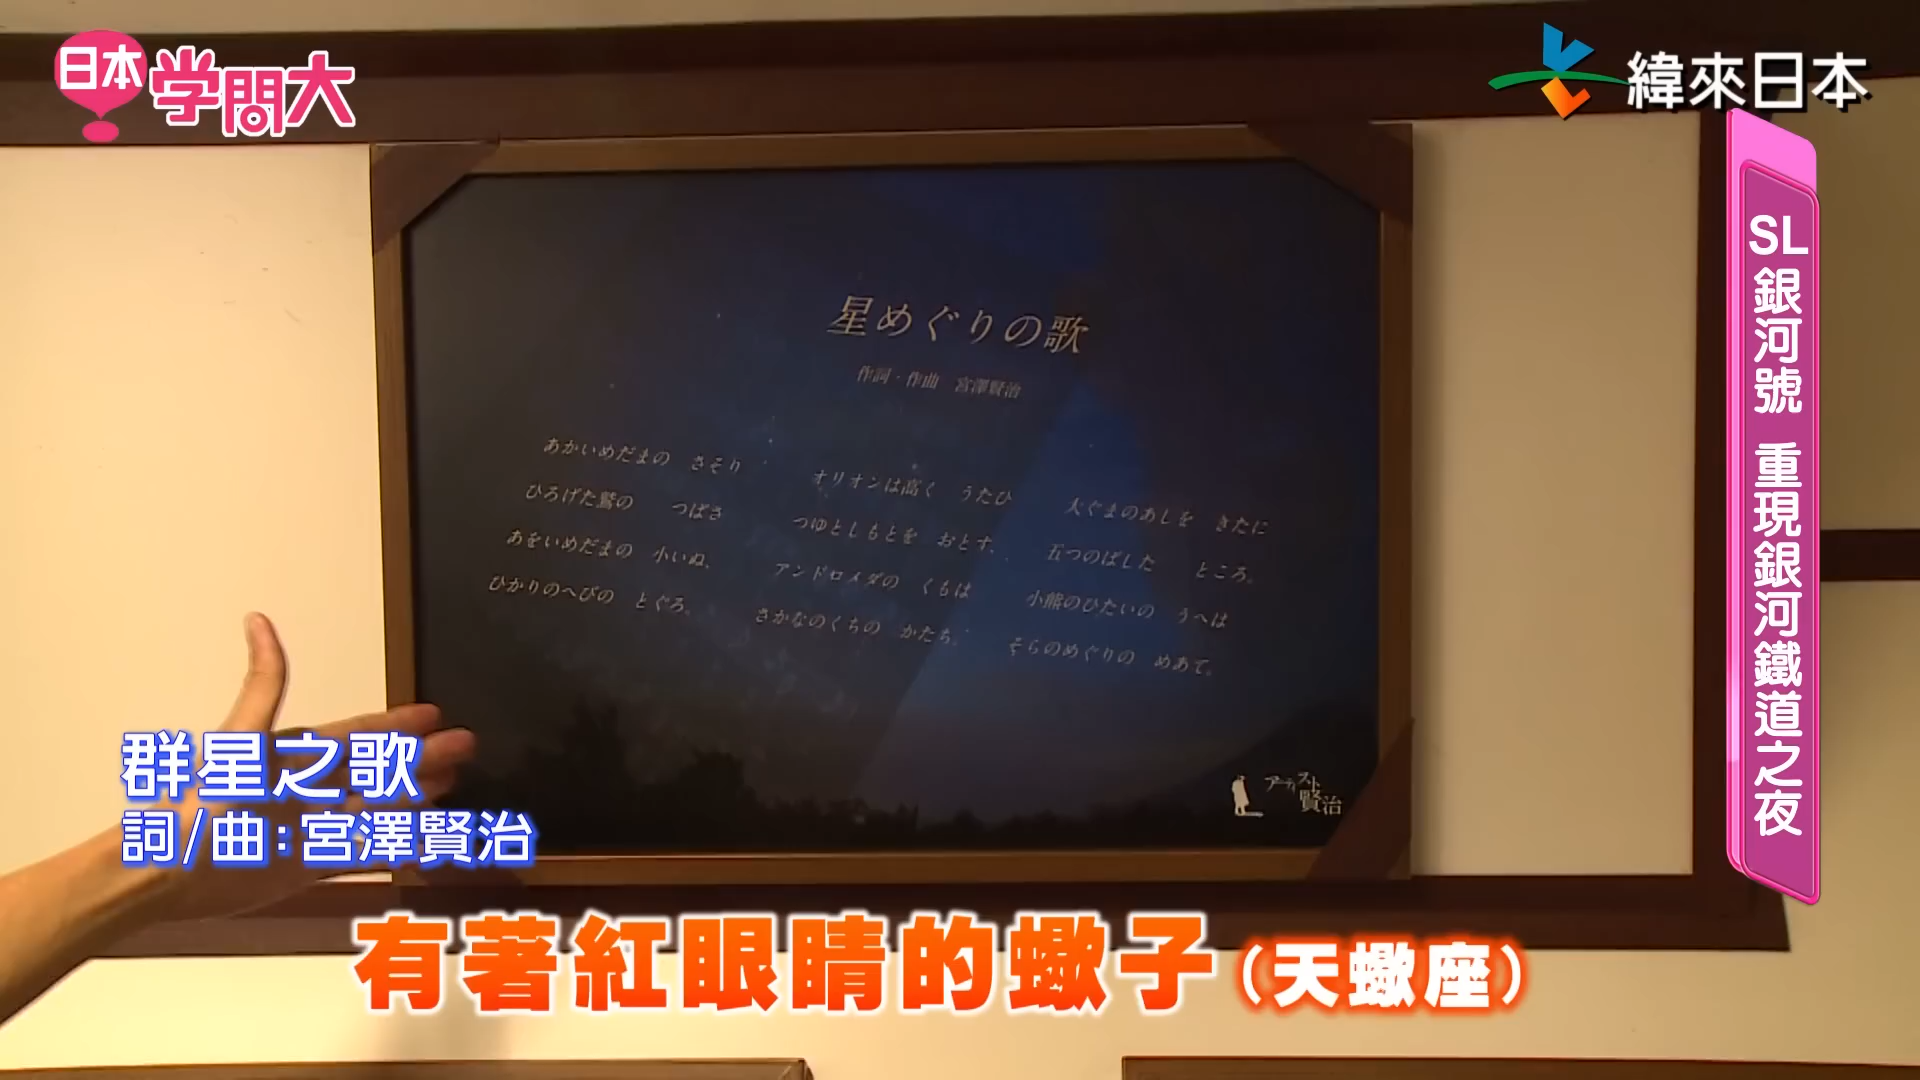 日本学問大
緯來日本
SL銀河號 重現銀河鐵道之夜
星めぐりの歌
作詞・作曲 宮澤賢治
あかいめだまの さそり
ひろげた鷲の つばさ
あをいめだまの 小いぬ、
ひかりのへびの とぐろ。
オリオンは高く うたひ
つゆとしもとを おとす、
アンドロメダの くもは
さかなのくちの かたち。
大ぐまのあしを きたに
五つのばした ところ。
小熊のひたいの うへは
そらのめぐりの めあて。
アーティスト
賢治
群星之歌
詞/曲:宮澤賢治
有著紅眼睛的蠍子(天蠍座)